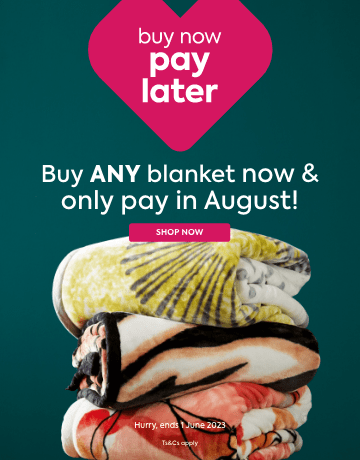 buy now
pay
later
Buy ANY blanket now &
only pay in August!
SHOP NOW
Hurry, ends 1 June 2023
Ts&Cs apply